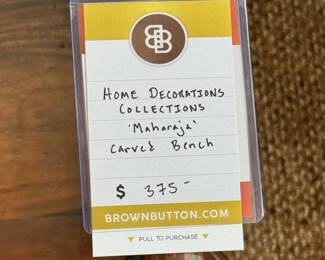 BB
HOME DECORATIONS
COLLECTIONS
'Maharaja'
Carved Bench
$ 375-
BROWNBUTTON.COM
PULL TO PURCHASE